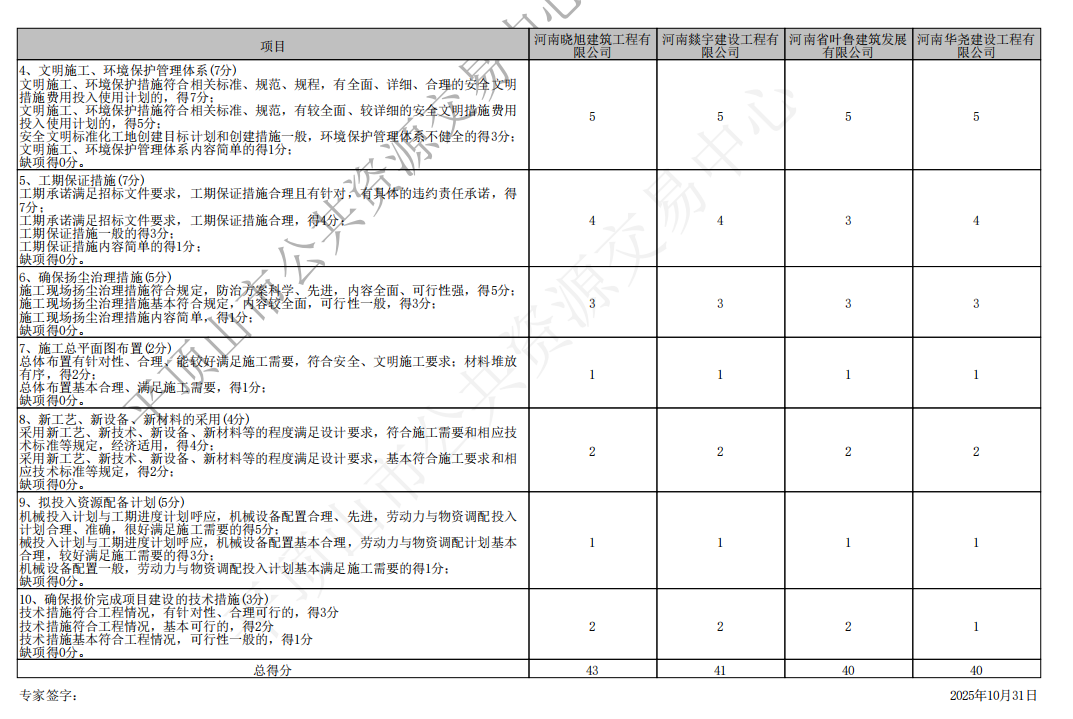 项目
河南晓旭建筑工程有限公司
河南燚宇建设工程有限公司
河南省叶鲁建筑发展有限公司
河南华尧建设工程有限公司
4、文明施工、环境保护管理体系(7分)
文明施工、环境保护措施符合相关标准、规范、规程，有全面、详细、合理的安全文明
措施费用投入使用计划的，得7分；
文明施工、环境保护措施符合相关标准、规范，有较全面、较详细的安全文明措施费用
投入使用计划的，得5分；
安全文明标准化工地创建目标计划和创建措施一般，环境保护管理体系不健全的得3分；
文明施工、环境保护管理体系内容简单的得1分；
缺项得0分。
5 5 5 5
5、工期保证措施(7分)
工期承诺满足招标文件要求，工期保证措施合理且有针对，有具体的违约责任承诺，得
7分；
工期承诺满足招标文件要求，工期保证措施合理，得4分；
工期保证措施一般的得3分；
工期保证措施内容简单的得1分；
缺项得0分。
4 4 3 4
6、确保扬尘治理措施(5分)
施工现场扬尘治理措施符合规定，防治方案科学、先进，内容全面、可行性强，得5分；
施工现场扬尘治理措施基本符合规定，内容较全面，可行性一般，得3分；
施工现场扬尘治理措施内容简单，得1分；
缺项得0分。
3 3 3 3
7、施工总平面图布置(2分)
总体布置有针对性、合理、能较好满足施工需要，符合安全、文明施工要求；材料堆放
有序，得2分；
总体布置基本合理、满足施工需要，得1分；
缺项得0分。
1 1 1 1
8、新工艺、新设备、新材料的采用(4分)
采用新工艺、新技术、新设备、新材料等的程度满足设计要求，符合施工需要和相应技
术标准等规定，经济适用，得4分；
采用新工艺、新技术、新设备、新材料等的程度满足设计要求，基本符合施工要求和相
应技术标准等规定，得2分；
缺项得0分。
2 2 2 2
9、拟投入资源配备计划(5分)
机械投入计划与工期进度计划呼应，机械设备配置合理、先进，劳动力与物资调配投入
计划合理、准确，很好满足施工需要的得5分；
械投入计划与工期进度计划呼应，机械设备配置基本合理，劳动力与物资调配计划基本
合理，较好满足施工需要的得3分；
机械设备配置一般，劳动力与物资调配投入计划基本满足施工需要的得1分；
缺项得0分。
1 1 1 1
10、确保报价完成项目建设的技术措施(3分)
技术措施符合工程情况，有针对性、合理可行的，得3分
技术措施符合工程情况，基本可行的，得2分
技术措施基本符合工程情况，可行性一般的，得1分
缺项得0分。
2 2 2 1
总得分 43 41 40 40
专家签字：
2025年10月31日
平顶山市公共资源交易中心
平顶山市公共资源交易中心